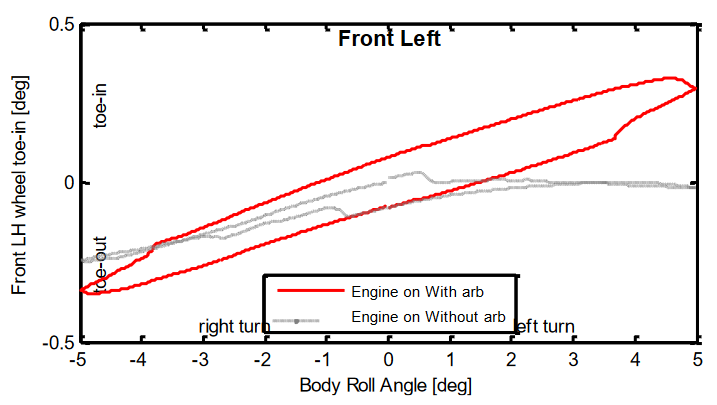 Front Left
0.5
0
-0.5
Front LH wheel toe-in [deg]
toe-in
toe-out
Engine on With arb
Engine on Without arb
right turn
left turn
-5 -4 -3 -2 -1 0 1 2 3 4 5
Body Roll Angle [deg]